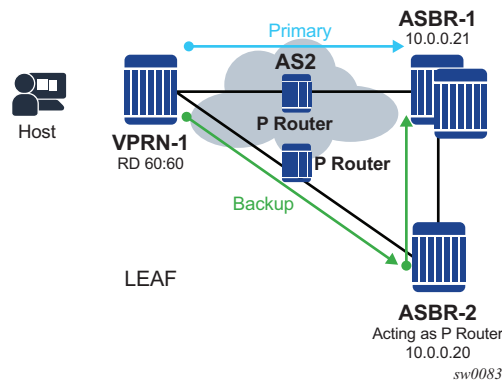 Primary
ASBR-1
10.0.0.21
AS2
P Router
Host
VPRN-1
RD 60:60
P Router
Backup
LEAF
ASBR-2
Acting as P Router
10.0.0.20
sw0083